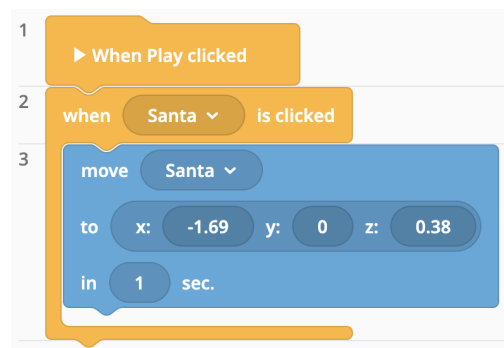 1
When Play clicked
2
when Santa is clicked
3
move Santa
to x: -1.69 y: 0 z: 0.38
in 1 sec.